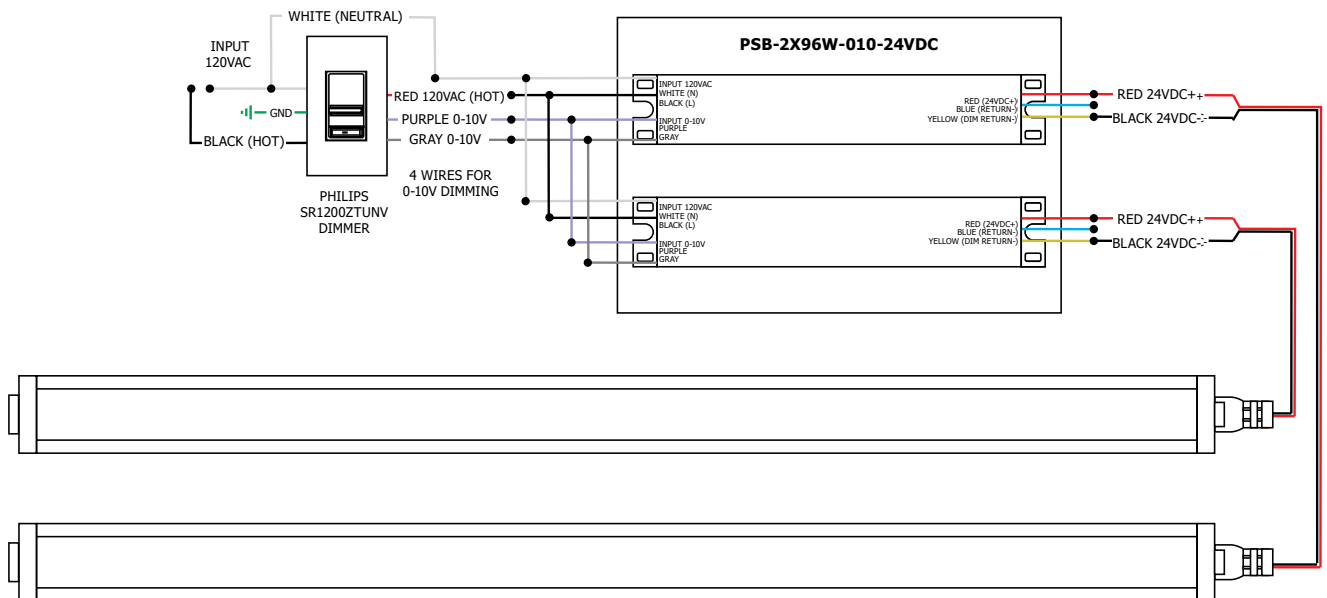 WHITE (NEUTRAL)
INPUT
120VAC
GND
BLACK (HOT)
PHILIPS
SR1200ZTUNV
DIMMER
RED 120VAC (HOT)
PURPLE 0-10V
GRAY 0-10V
4 WIRES FOR
0-10V DIMMING
PSB-2X96W-010-24VDC
INPUT 120VAC
WHITE (N)
BLACK (L)
INPUT 0-10V
PURPLE
GRAY
RED (24VDC+)
BLUE (RETURN-)
YELLOW (DIM RETURN-)
RED 24VDC++
BLACK 24VDC--
INPUT 120VAC
WHITE (N)
BLACK (L)
INPUT 0-10V
PURPLE
GRAY
RED (24VDC+)
BLUE (RETURN-)
YELLOW (DIM RETURN-)
RED 24VDC++
BLACK 24VDC--